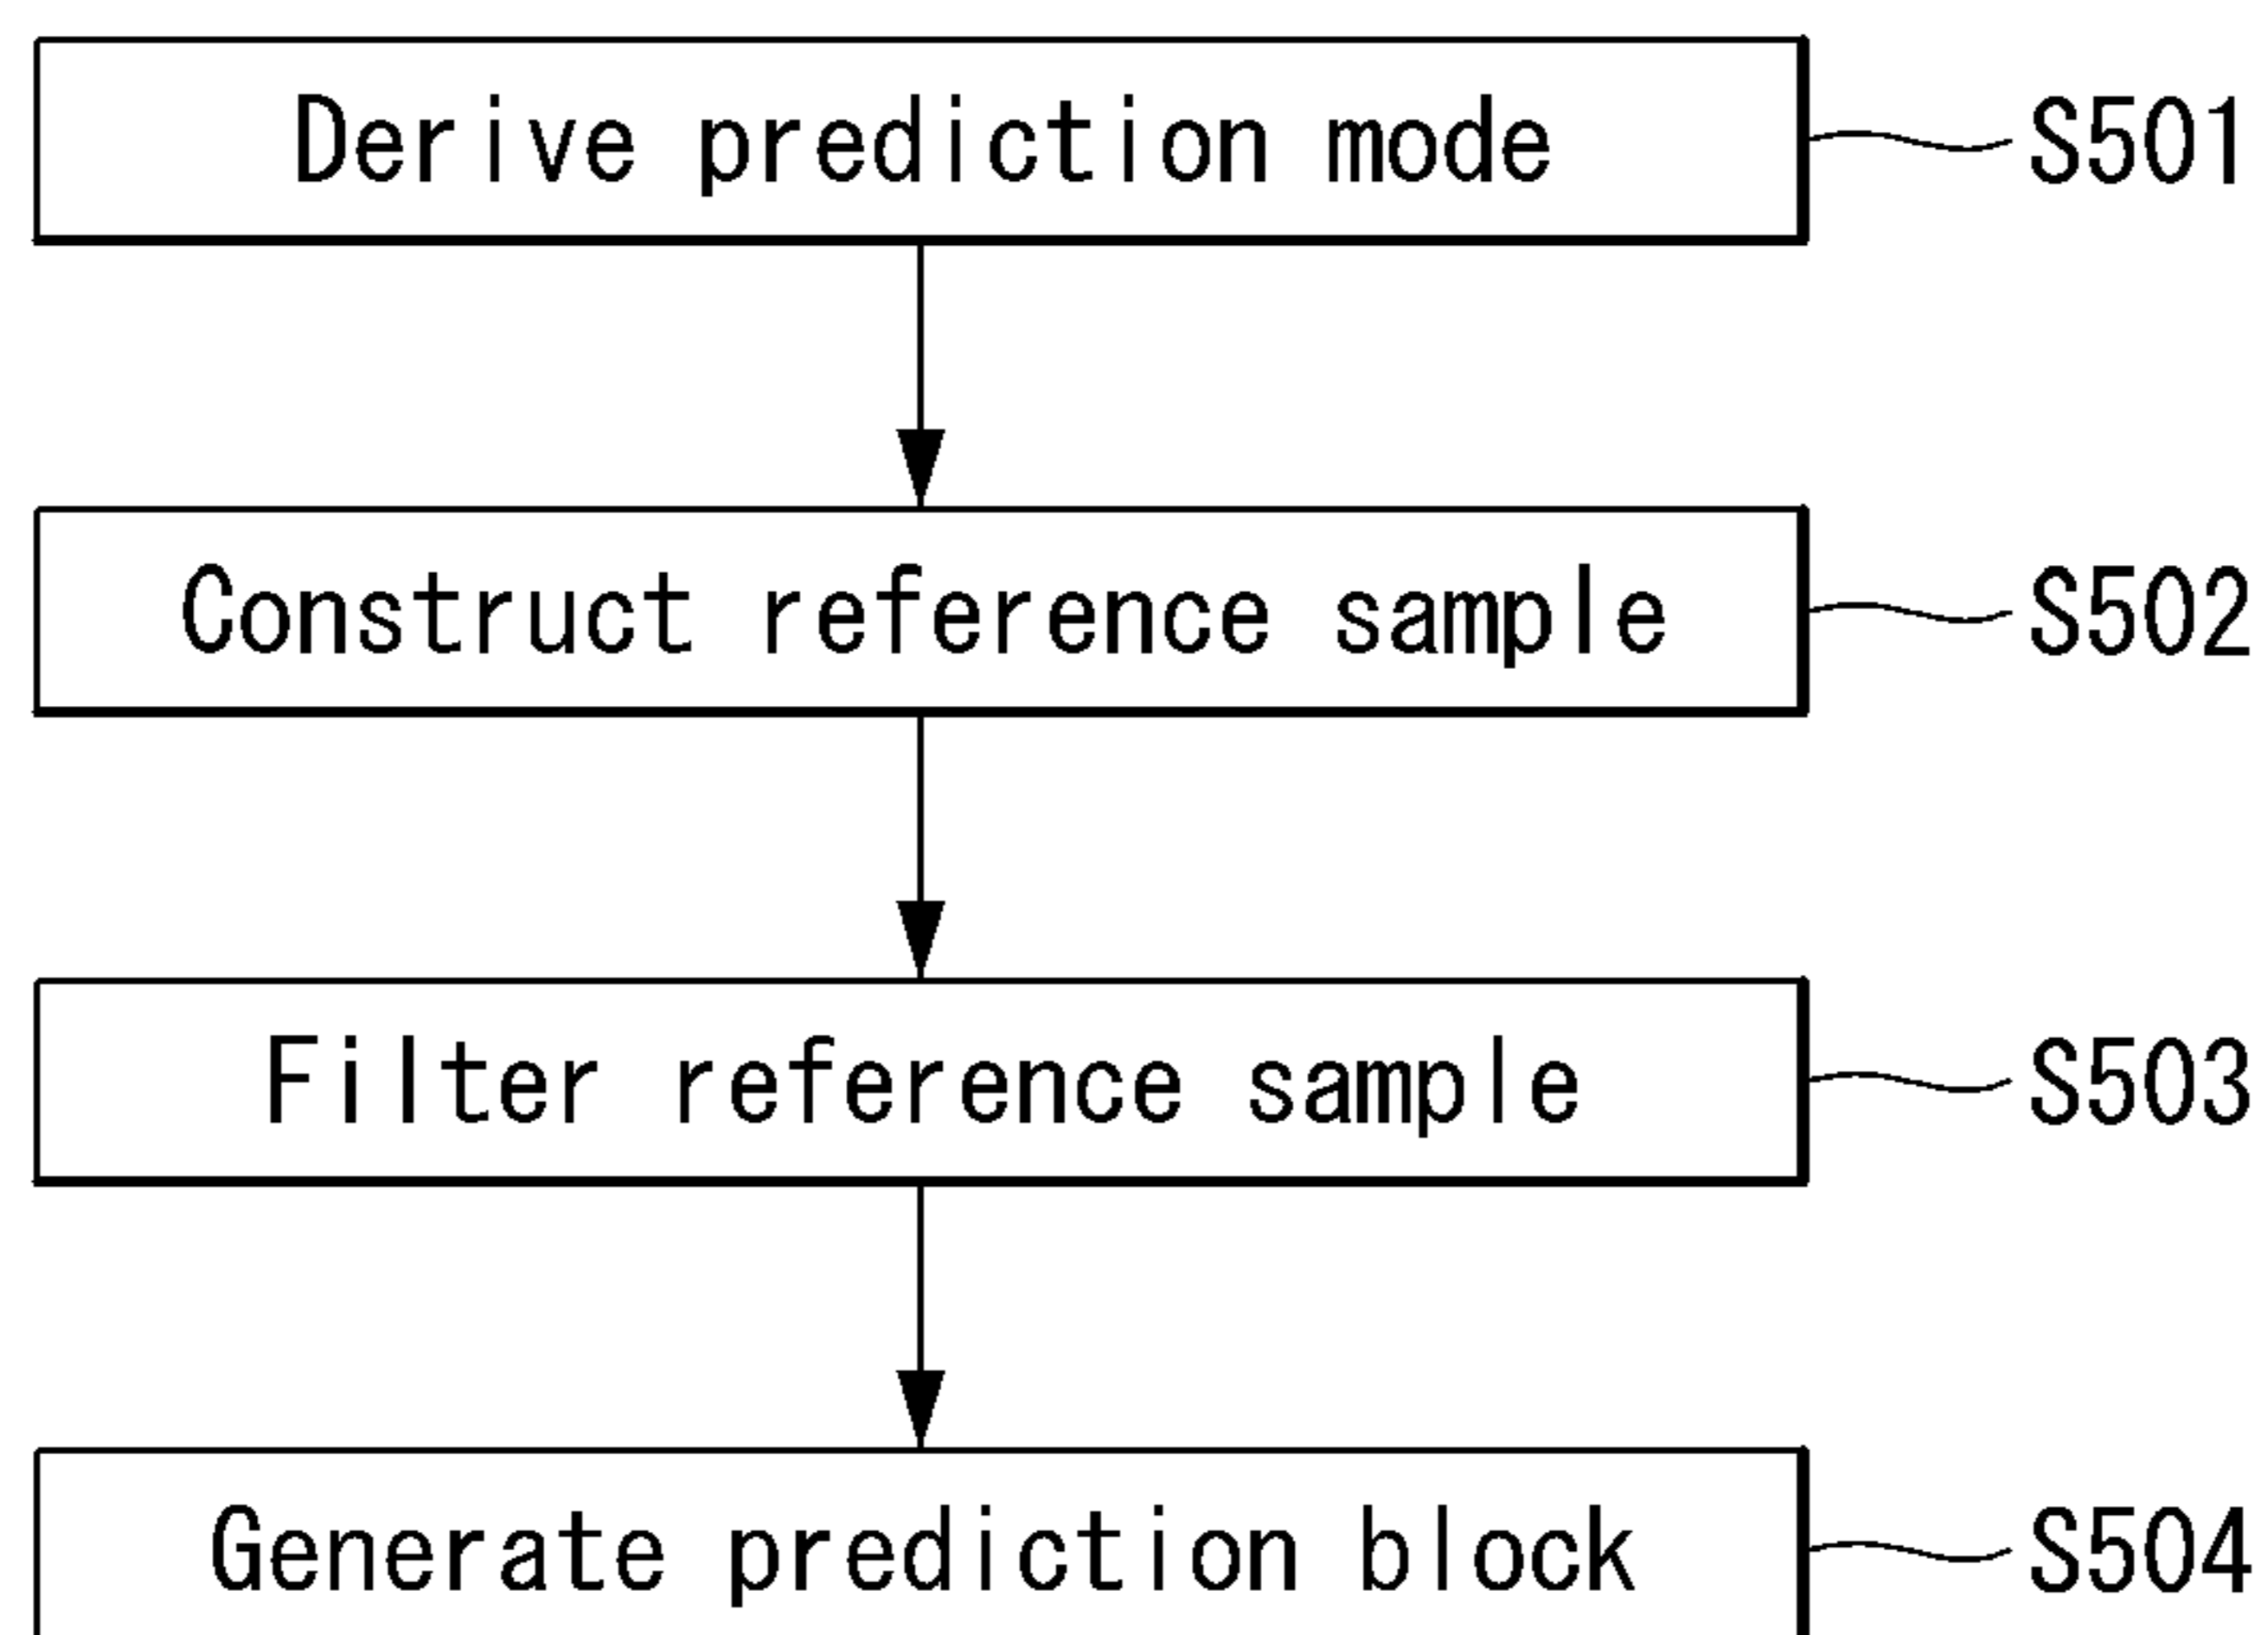 Derive prediction mode S501
Construct reference sample S502
Filter reference sample S503
Generate prediction block S504